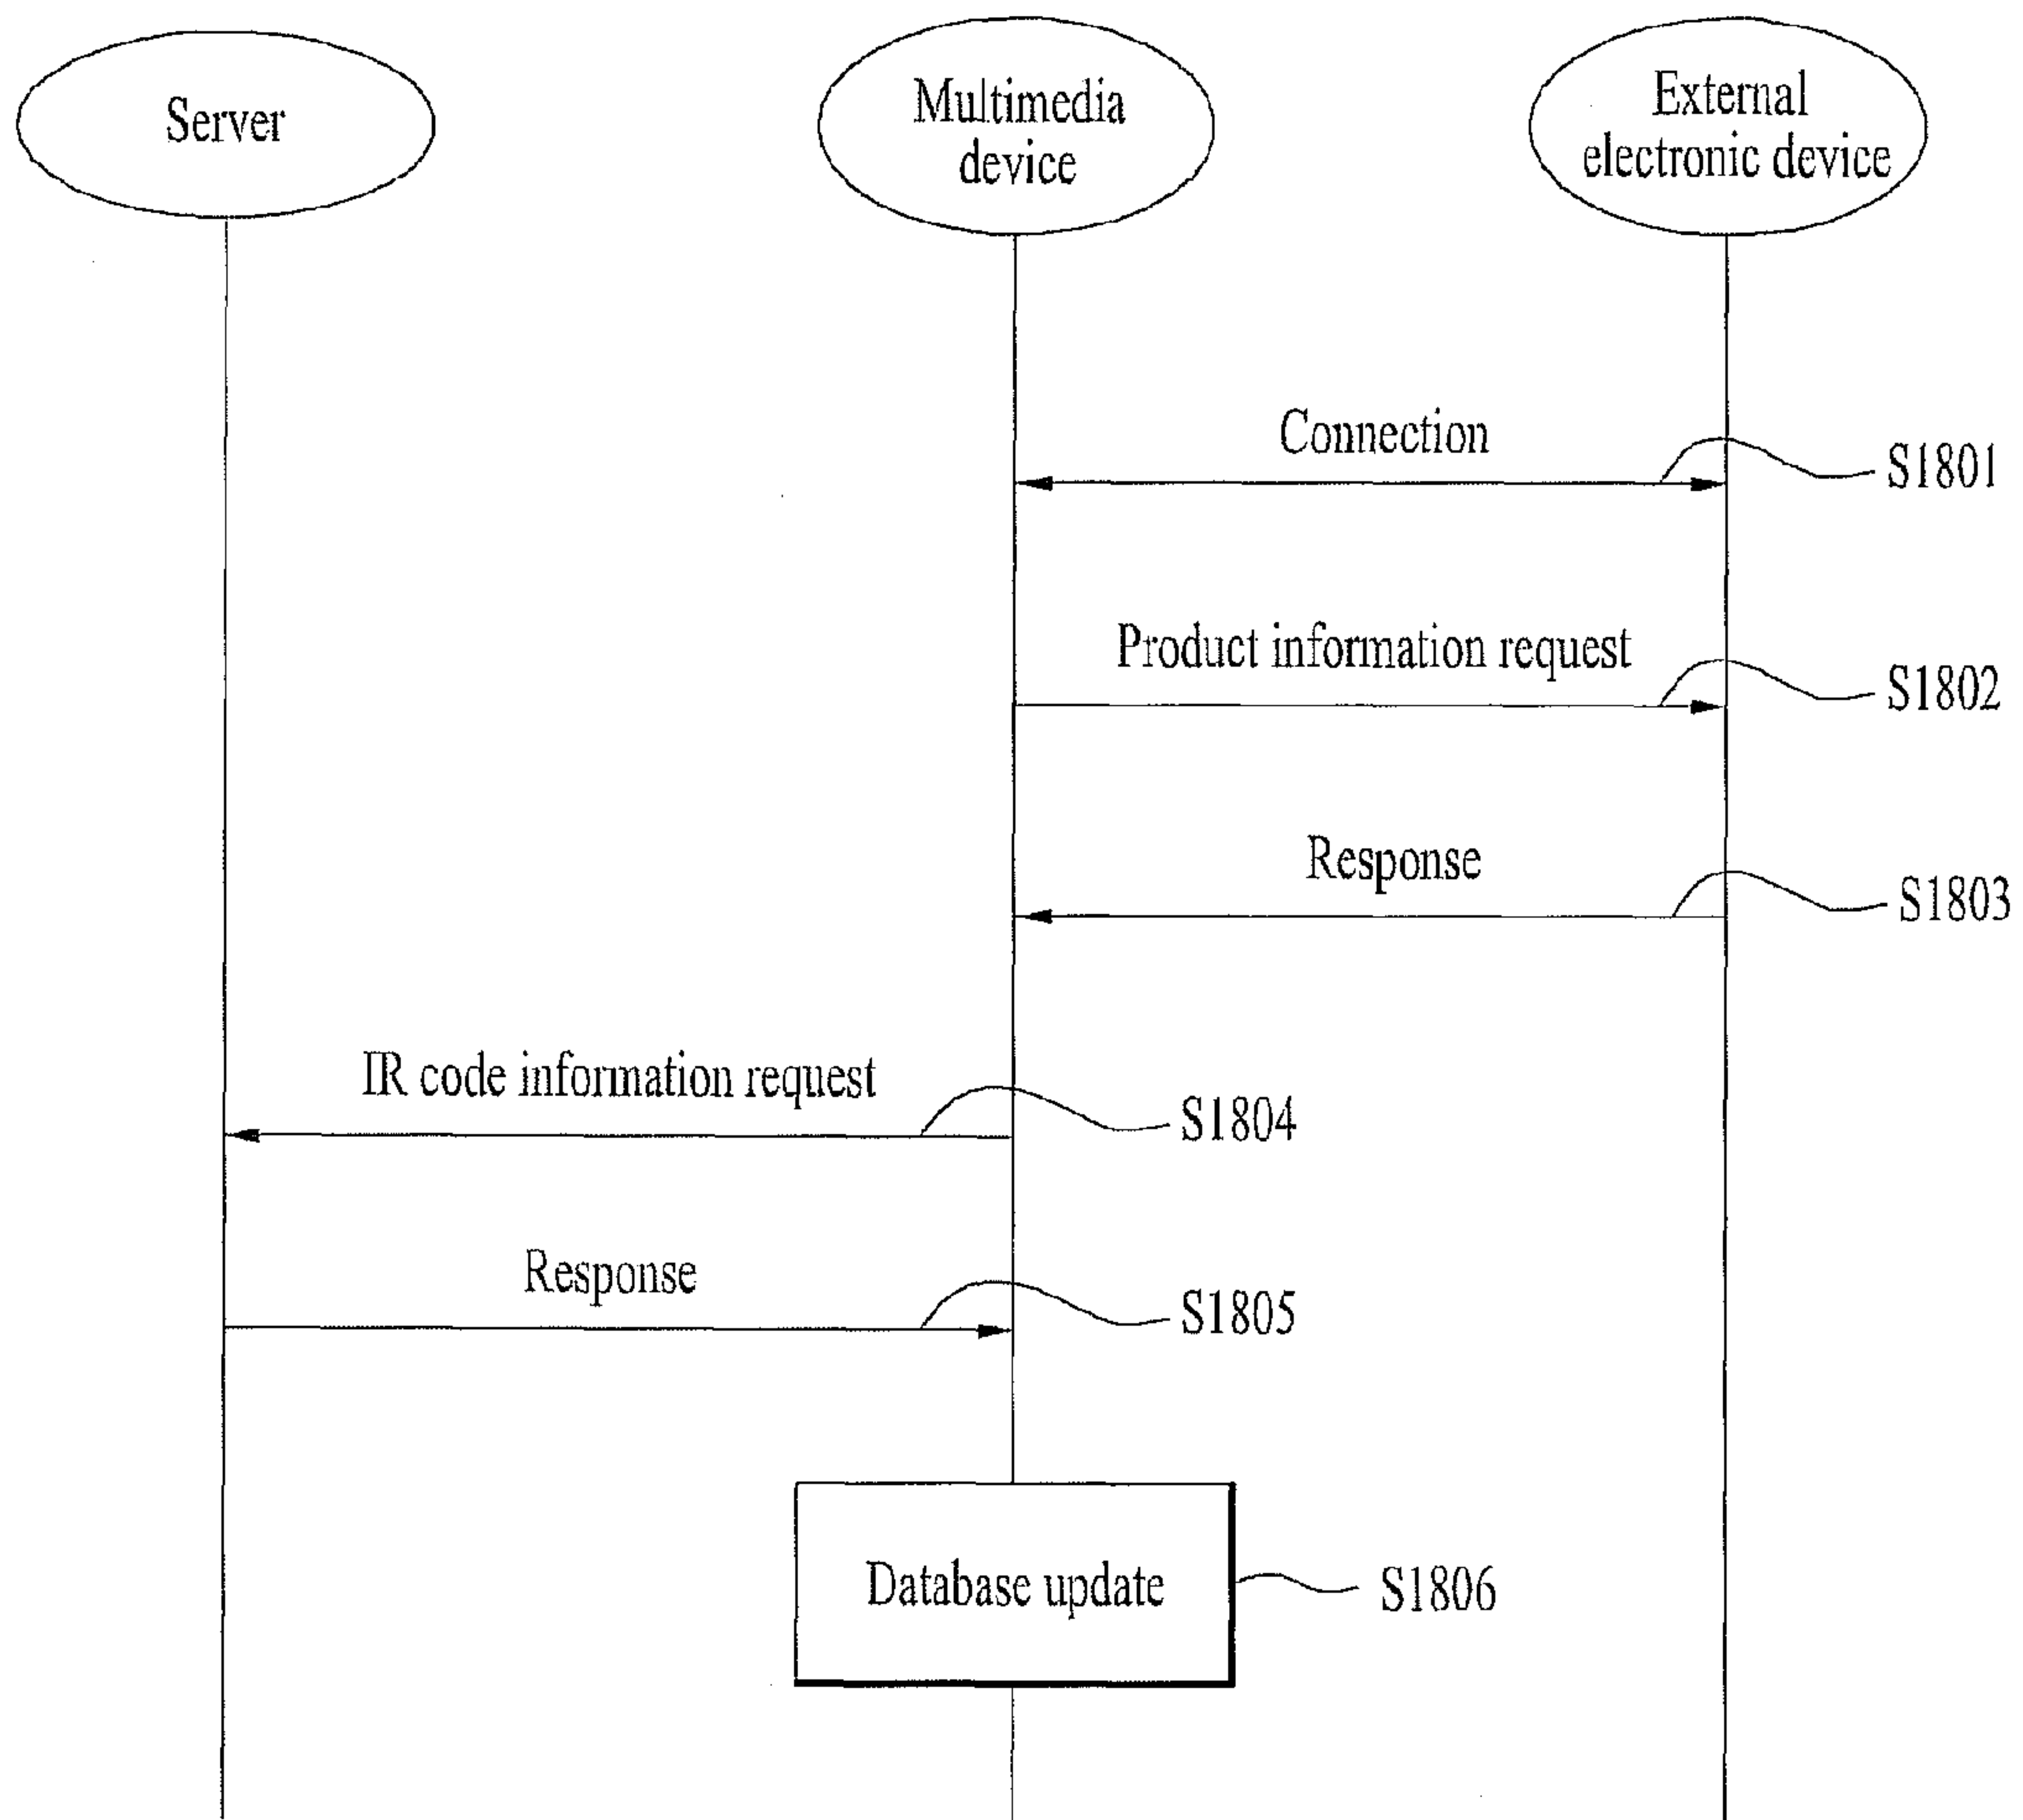 Server
Multimedia
device
External
electronic device
Connection
S1801
Product information request
S1802
Response
S1803
IR code information request
S1804
Response
S1805
Database update
S1806